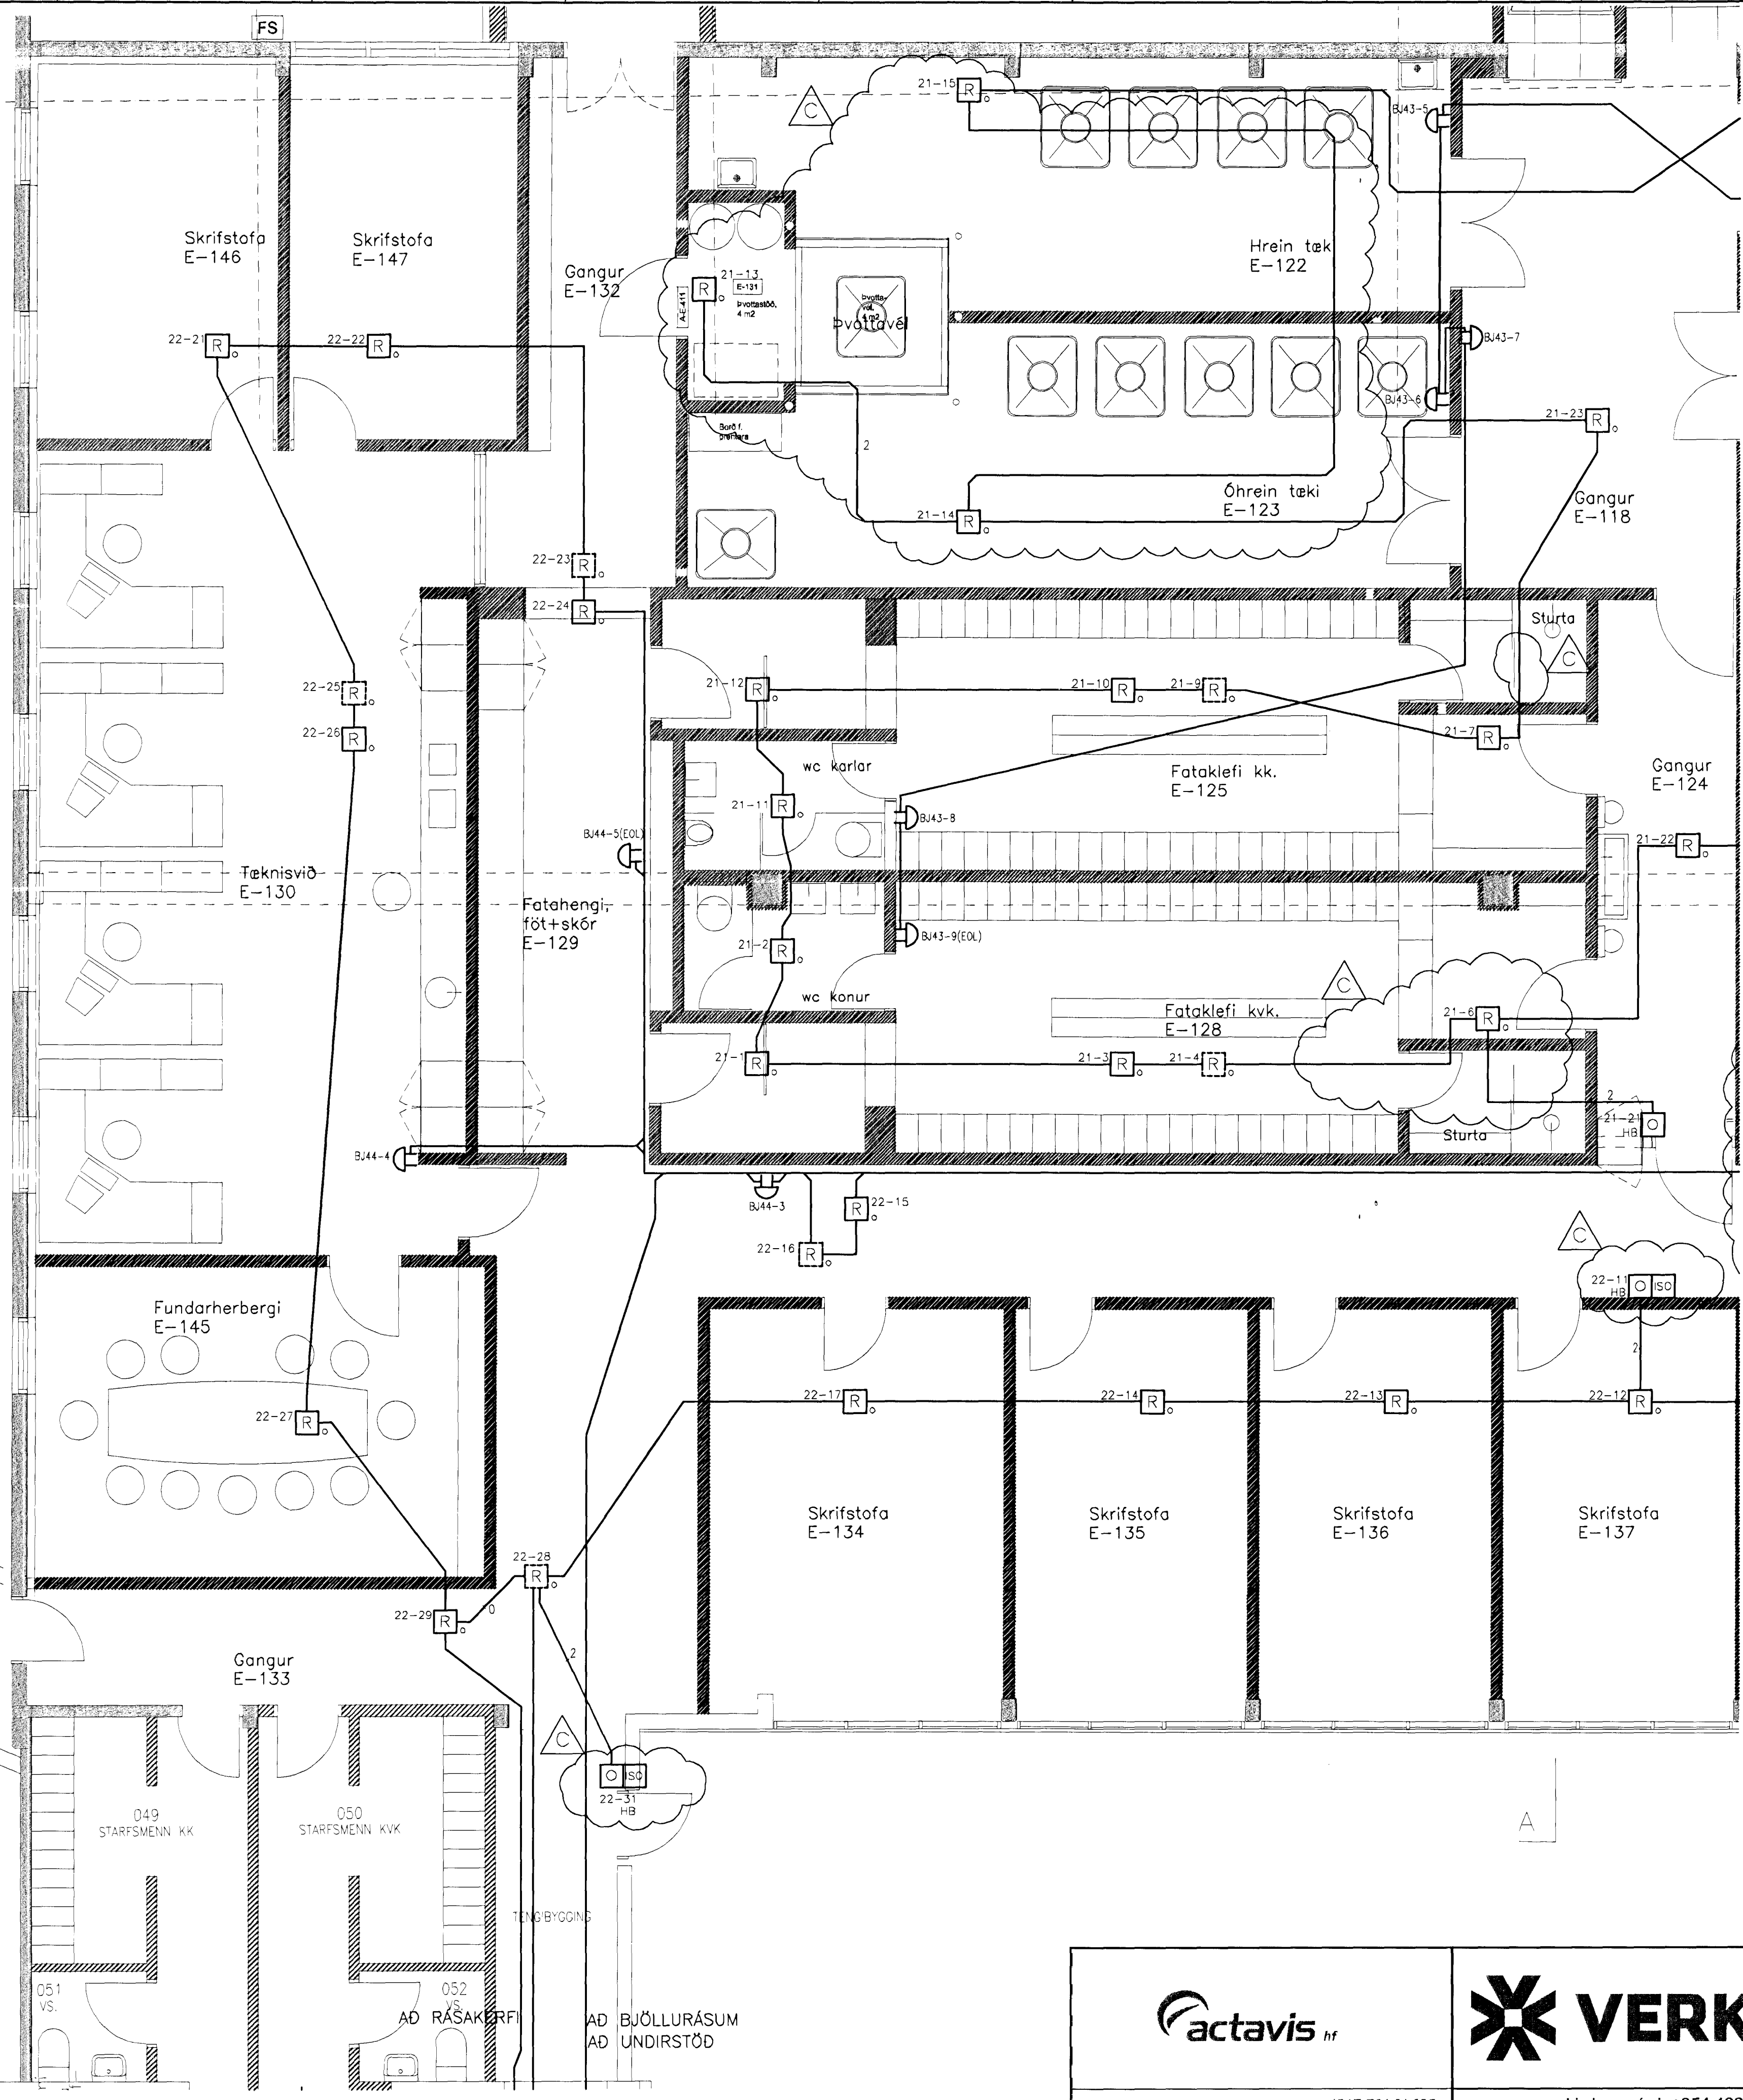 FS
21-15
R
C
BJ43-5
Skrifstofa
E-146
Skrifstofa
E-147
Gangur
E-132
21-13
R
E-131
Þvottastöð,
4 m2
A-E411
Þvottavél
Hrein tæk
E-122
22-21
R
22-22
R
BJ43-7
BJ43-6
21-23
R
Borð f.
prentara
2
Óhrein tæki
E-123
Gangur
E-118
21-14
R
22-23
R
22-24
R
Sturta
C
22-25
R
22-26
R
21-12
R
21-10
R
21-9
R
21-7
R
wc karlar
Fataklefi kk.
E-125
Gangur
E-124
21-11
R
BJ43-8
BJ44-5(EOL)
21-22
R
Tæknisvið
E-130
Fatahengi,
föt+skór
E-129
21-2
R
BJ43-9(EOL)
wc konur
C
Fataklefi kvk.
E-128
21-6
R
21-1
R
21-3
R
21-4
R
2
21-21
HB
O
Sturta
BJ44-4
BJ44-3
22-15
R
22-16
R
C
22-11
HB
O ISO
Fundarherbergi
E-145
2
22-27
R
22-17
R
22-14
R
22-13
R
22-12
R
Skrifstofa
E-134
Skrifstofa
E-135
Skrifstofa
E-136
Skrifstofa
E-137
22-28
R
22-29
R
0
2
Gangur
E-133
C
O ISO
22-31
HB
049
STARFSMENN KK
050
STARFSMENN KVK
A
TENGIBYGGING
051
VS.
052
VS.
AÐ RÁSAKERFI
AÐ BJÖLLURÁSUM
AÐ UNDIRSTÖÐ
actavis hf
VERK